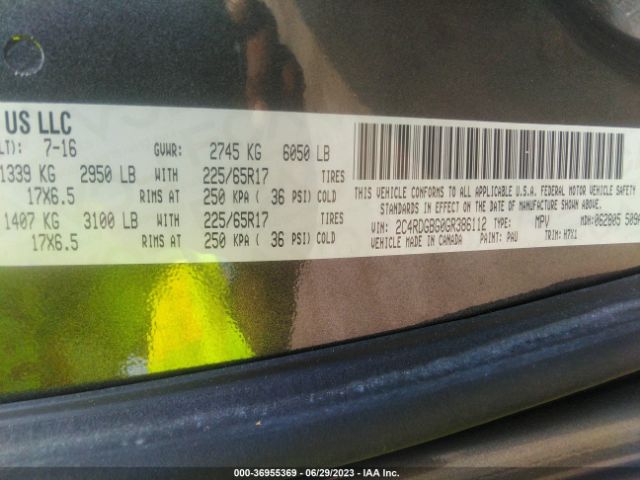 US LLC
LT): 7-16 GVWR: 2745 KG 6050 LB
1339 KG 2950 LB WITH 225/65R17 TIRES
17X6.5 RIMS AT 250 KPA ( 36 PSI) COLD
1407 KG 3100 LB WITH 225/65R17 TIRES
17X6.5 RIMS AT 250 KPA ( 36 PSI) COLD
THIS VEHICLE CONFORMS TO ALL APPLICABLE U.S.A. FEDERAL MOTOR VEHICLE SAFETY
STANDARDS IN EFFECT ON THE DATE OF MANUFACTURE SHOWN ABOVE.
VIN: 2C4RDGBG0GR386112 TYPE: MPV MDH: 062805 509
VEHICLE MADE IN CANADA PAINT: PAU TRIM: H7X1
000-36955369 - 06/29/2023 - IAA Inc.